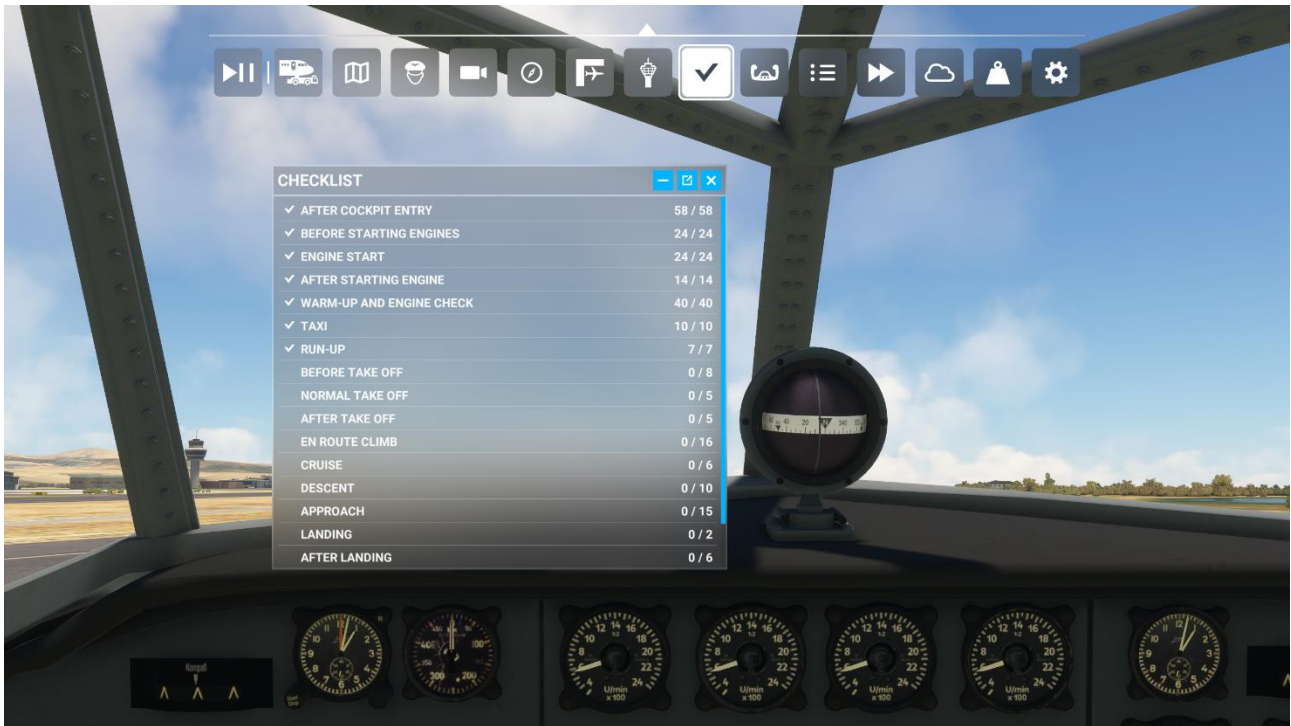 CHECKLIST
AFTER COCKPIT ENTRY 58 / 58
BEFORE STARTING ENGINES 24 / 24
ENGINE START 24 / 24
AFTER STARTING ENGINE 14 / 14
WARM-UP AND ENGINE CHECK 40 / 40
TAXI 10 / 10
RUN-UP 7 / 7
BEFORE TAKE OFF 0 / 8
NORMAL TAKE OFF 0 / 5
AFTER TAKE OFF 0 / 5
EN ROUTE CLIMB 0 / 16
CRUISE 0 / 6
DESCENT 0 / 10
APPROACH 0 / 15
LANDING 0 / 2
AFTER LANDING 0 / 6
Kompaß
U/min x100
U/min x100
U/min x100
U/min x100